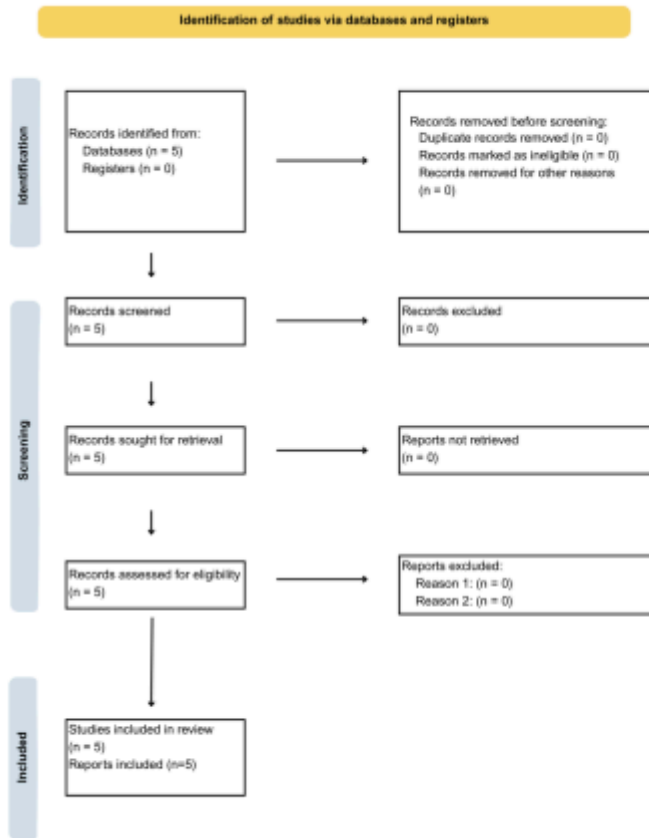 Identification of studies via databases and registers
Identification
Records identified from:
Databases (n = 5)
Registers (n = 0)
Records removed before screening:
Duplicate records removed (n = 0)
Records marked as ineligible (n = 0)
Records removed for other reasons
(n = 0)
Screening
Records screened
(n = 5)
Records excluded
(n = 0)
Records sought for retrieval
(n = 5)
Reports not retrieved
(n = 0)
Records assessed for eligibility
(n = 5)
Reports excluded:
Reason 1: (n = 0)
Reason 2: (n = 0)
Included
Studies included in review
(n = 5)
Reports included (n=5)